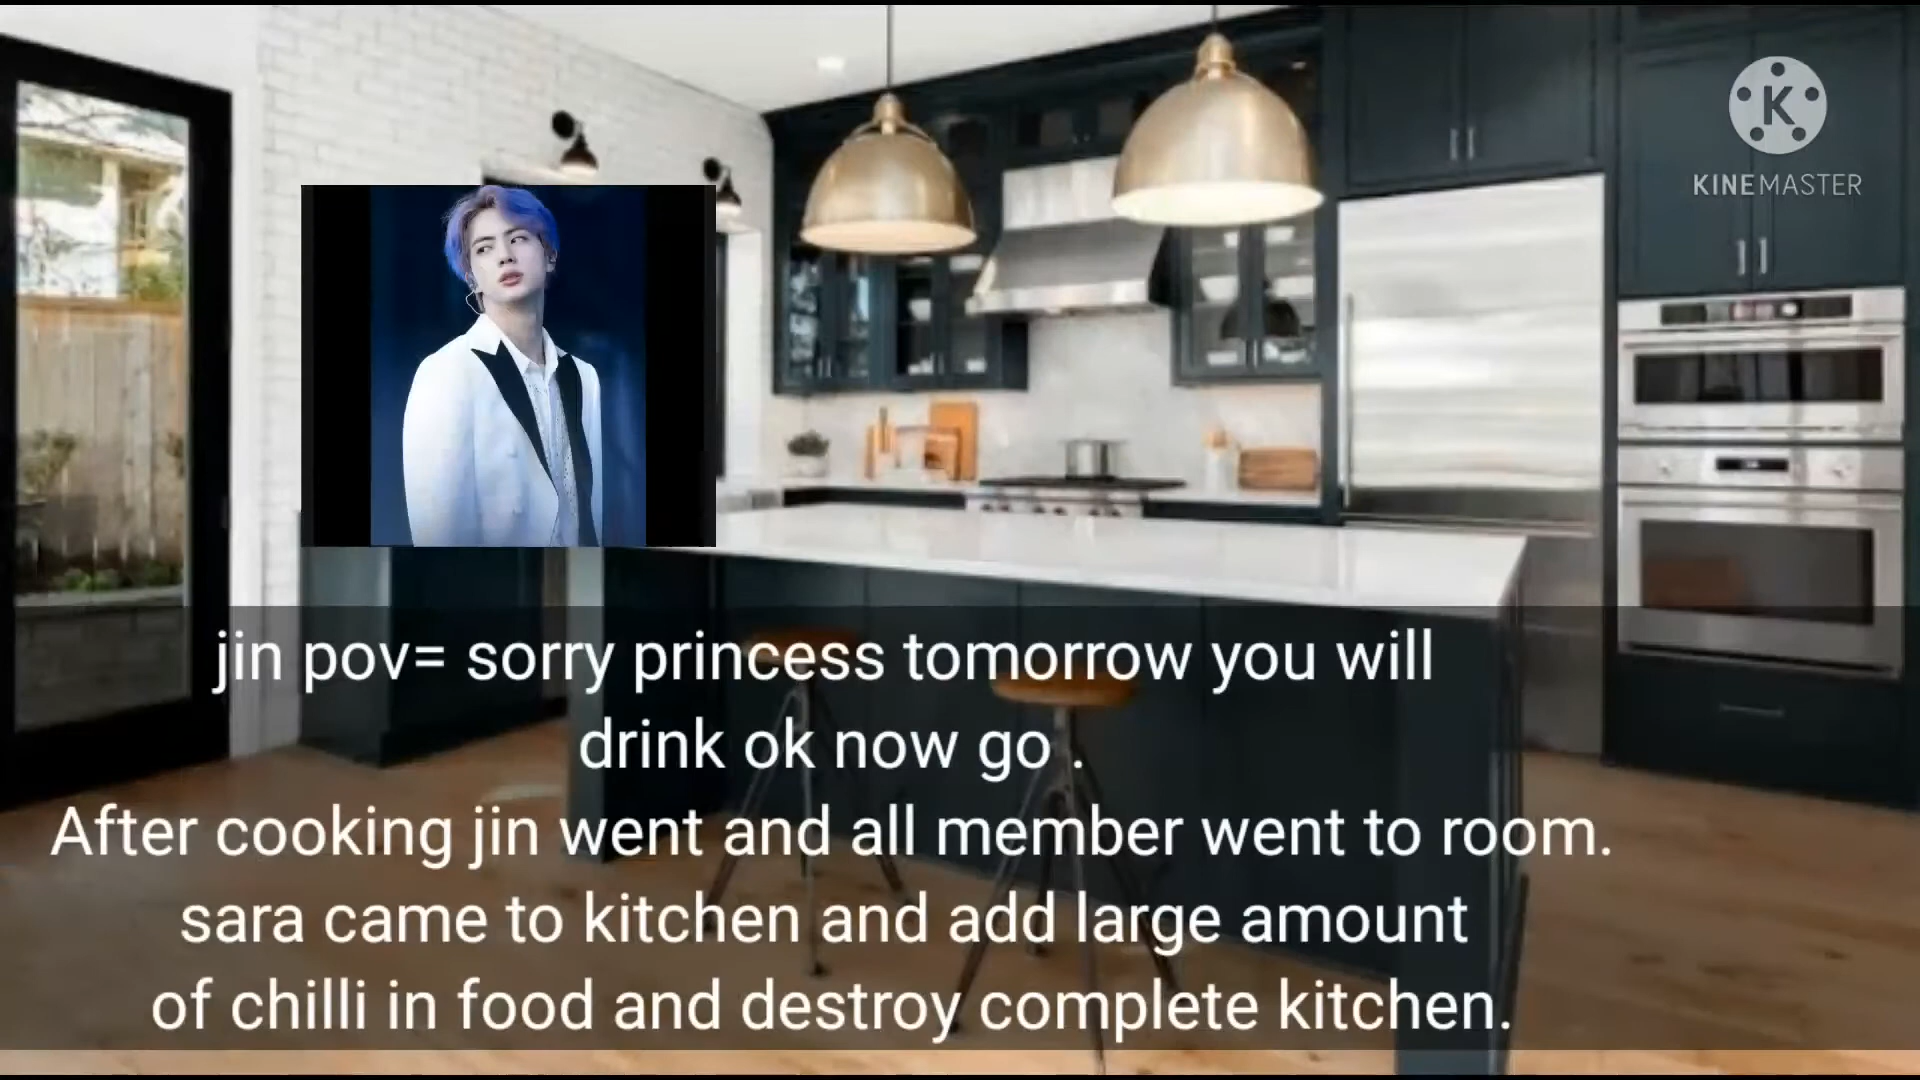 K
KINEMASTER
jin pov= sorry princess tomorrow you will
drink ok now go .
After cooking jin went and all member went to room.
sara came to kitchen and add large amount
of chilli in food and destroy complete kitchen.